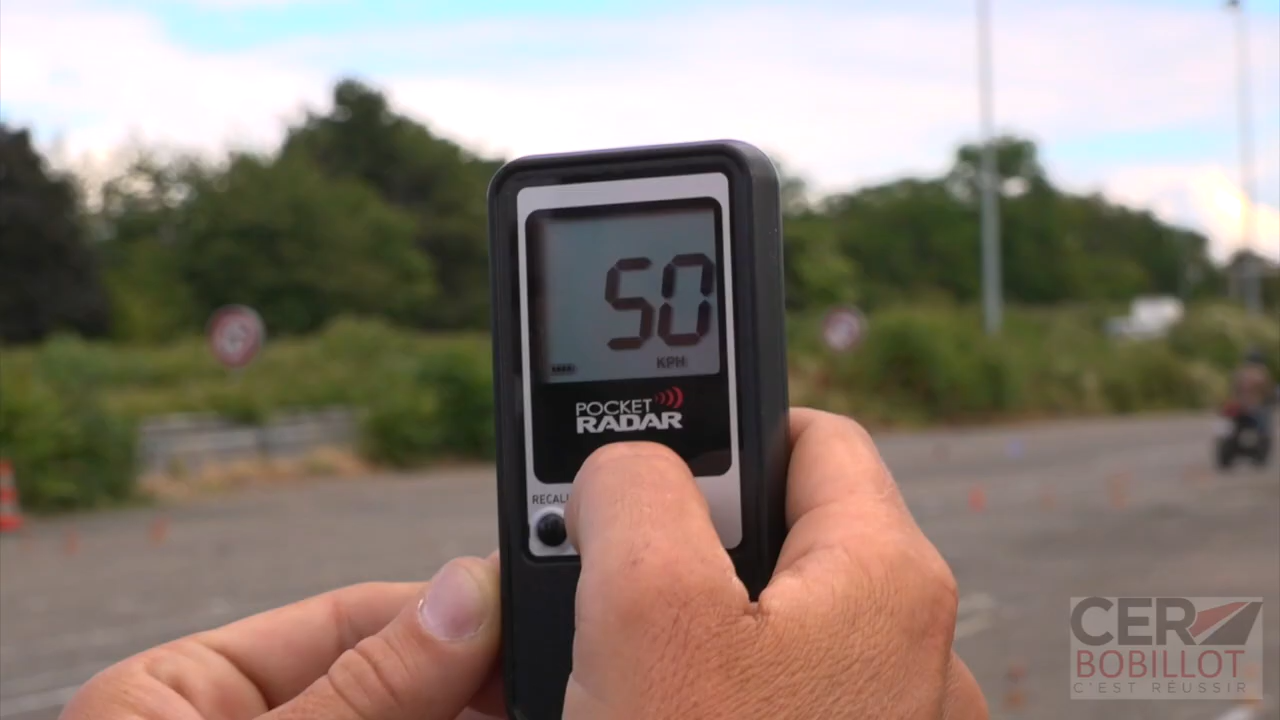 50
KPH
POCKET
RADAR
RECALL
CER
BOBILLOT
C'EST RÉUSSIR